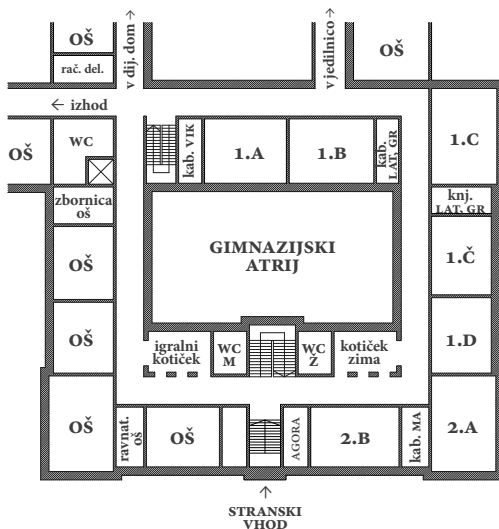 OŠ
v dij. dom →
v jedilnico →
OŠ
rač. del.
← izhod
OŠ
WC
kab. VIK
1.A
1.B
kab.
LAT, GR
1.C
zbornica
oš
knj.
LAT, GR
GIMNAZIJSKI
ATRIJ
OŠ
1.Č
OŠ
igralni
kotiček
WC
M
WC
Ž
kotiček
zima
1.D
OŠ
ravnat.
oš
OŠ
AGORA
2.B
kab. MA
2.A
→
STRANSKI
VHOD